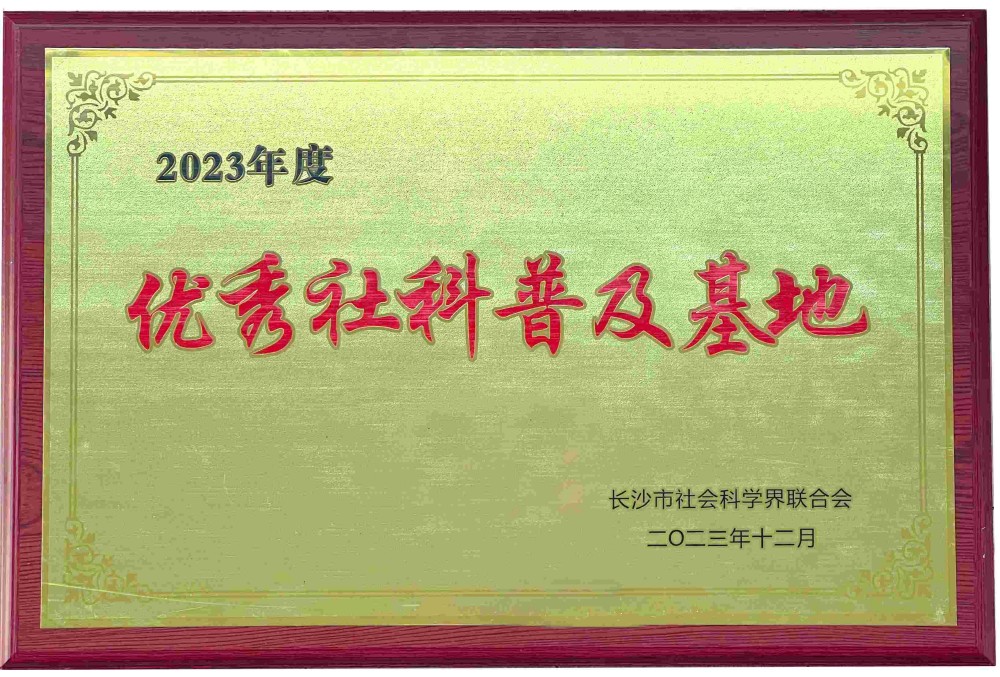 2023年度
优秀社科普及基地
长沙市社会科学界联合会
二O二三年十二月